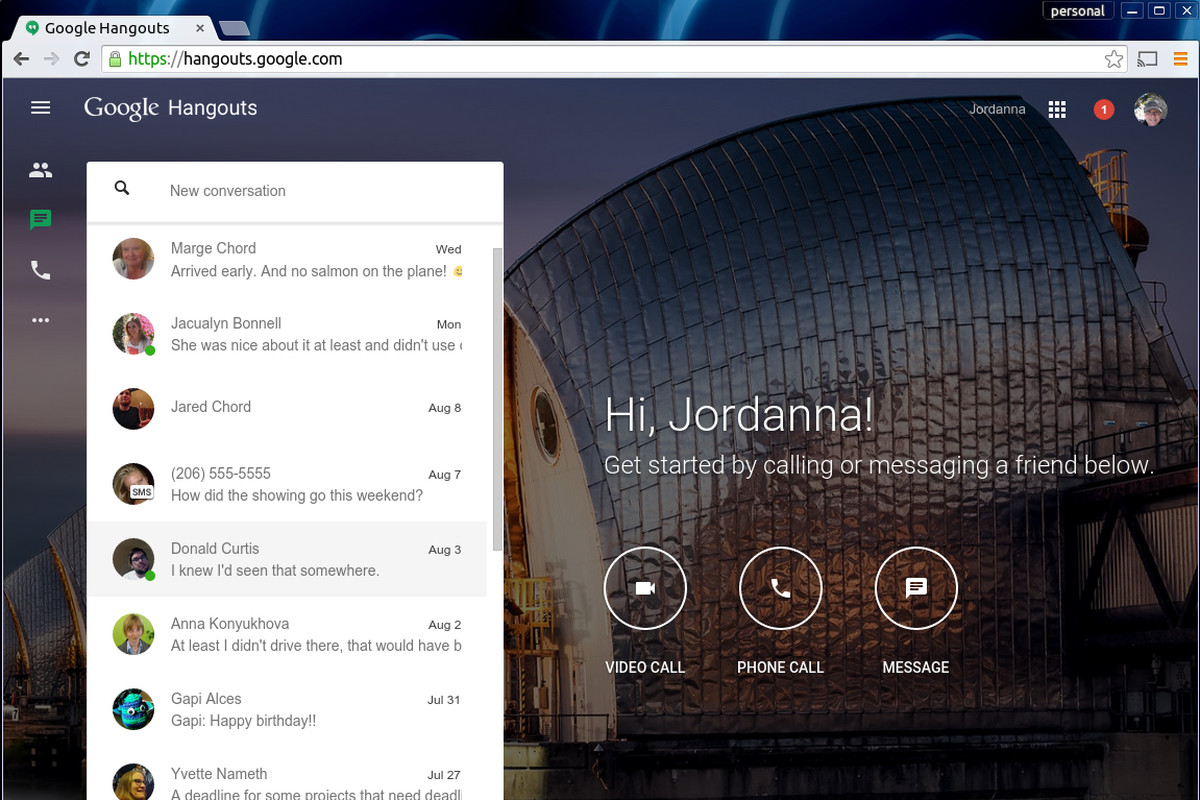 personal
Google Hangouts
https://hangouts.google.com
Google Hangouts
Jordanna
1
New conversation
Marge Chord Wed
Arrived early. And no salmon on the plane!
Jacualyn Bonnell Mon
She was nice about it at least and didn't use
Jared Chord Aug 8
(206) 555-5555 Aug 7
SMS
How did the showing go this weekend?
Donald Curtis Aug 3
I knew I'd seen that somewhere.
Anna Konyukhova Aug 2
At least I didn't drive there, that would have b
Gapi Alces Jul 31
Gapi: Happy birthday!!
Yvette Nameth Jul 27
A deadline for some projects that need deadl
Hi, Jordanna!
Get started by calling or messaging a friend below.
VIDEO CALL PHONE CALL MESSAGE